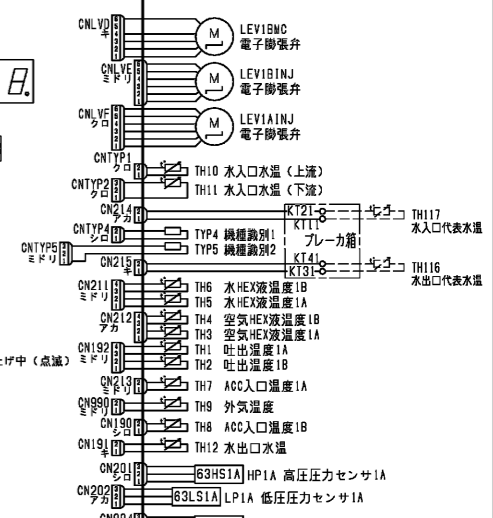 CNLVD
キ
654321
M
LEV1BMC
電子膨張弁
CNLVE
ミドリ
654321
M
LEV1BINJ
電子膨張弁
8.
CNLVF
クロ
654321
M
LEV1AINJ
電子膨張弁
CNTYP1
クロ
TH10 水入口水温（上流）
CNTYP2
クロ
TH11 水入口水温（下流）
CN214
アカ
KT21
KT11
TH117
水入口代表水温
CNTYP4
シロ
TYP4 機種識別1
ブレーカ箱
CNTYP5
ミドリ
TYP5 機種識別2
CN215
キ
KT41
KT31
TH116
水出口代表水温
CN211
ミドリ
TH6 水HEX液温度1B
TH5 水HEX液温度1A
CN212
アカ
TH4 空気HEX液温度1B
TH3 空気HEX液温度1A
CN192
ミドリ
TH1 吐出温度1A
TH2 吐出温度1B
上げ中（点滅）
CN213
ミドリ
TH7 ACC入口温度1A
CN990
ミドリ
TH9 外気温度
CN190
シロ
TH8 ACC入口温度1B
CN191
キ
TH12 水出口水温
CN201
シロ
63HS1A HP1A 高圧圧力センサ1A
CN202
アカ
63LS1A LP1A 低圧圧力センサ1A